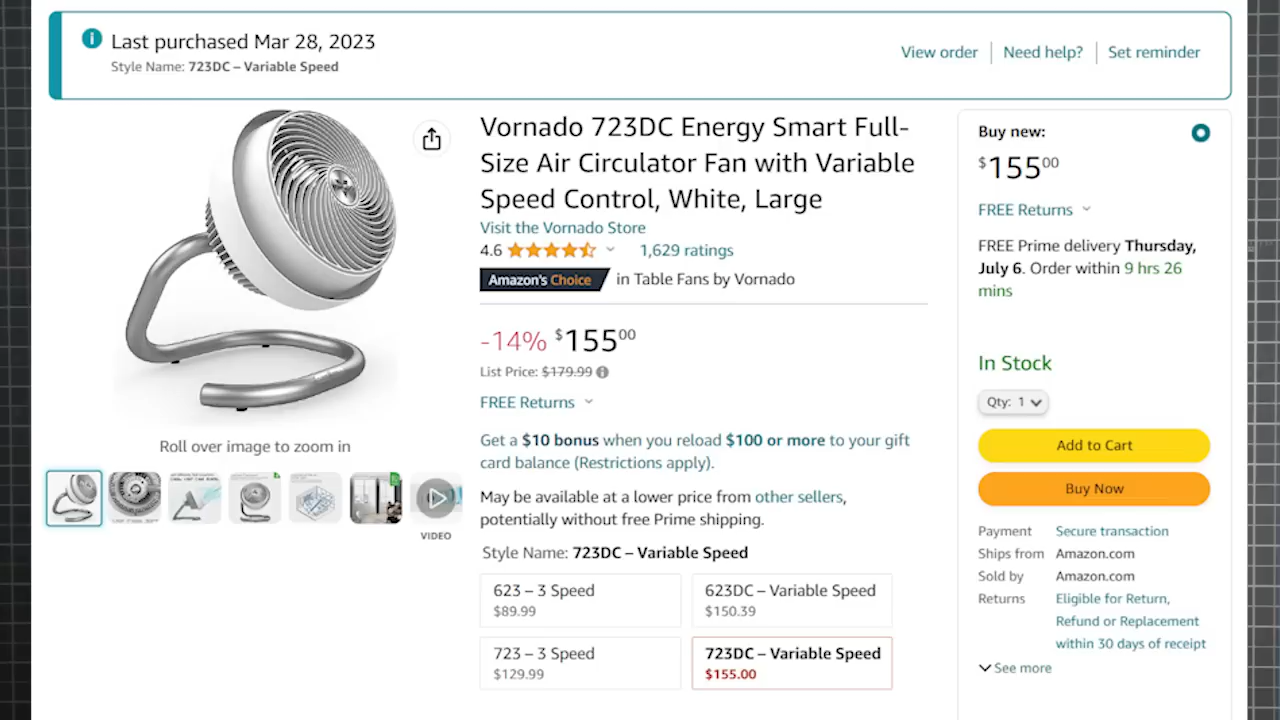 Last purchased Mar 28, 2023
Style Name: 723DC – Variable Speed
View order
Need help?
Set reminder
Vornado 723DC Energy Smart Full-
Size Air Circulator Fan with Variable
Speed Control, White, Large
Visit the Vornado Store
4.6
1,629 ratings
Amazon's Choice in Table Fans by Vornado
-14% $15500
List Price: $179.99
FREE Returns
Get a $10 bonus when you reload $100 or more to your gift
card balance (Restrictions apply).
May be available at a lower price from other sellers,
potentially without free Prime shipping.
Style Name: 723DC – Variable Speed
623 – 3 Speed
$89.99
623DC – Variable Speed
$150.39
723 – 3 Speed
$129.99
723DC – Variable Speed
$155.00
Roll over image to zoom in
VIDEO
Buy new:
$15500
FREE Returns
FREE Prime delivery Thursday,
July 6. Order within 9 hrs 26
mins
In Stock
Qty: 1
Add to Cart
Buy Now
Payment Secure transaction
Ships from Amazon.com
Sold by Amazon.com
Returns Eligible for Return,
Refund or Replacement
within 30 days of receipt
See more